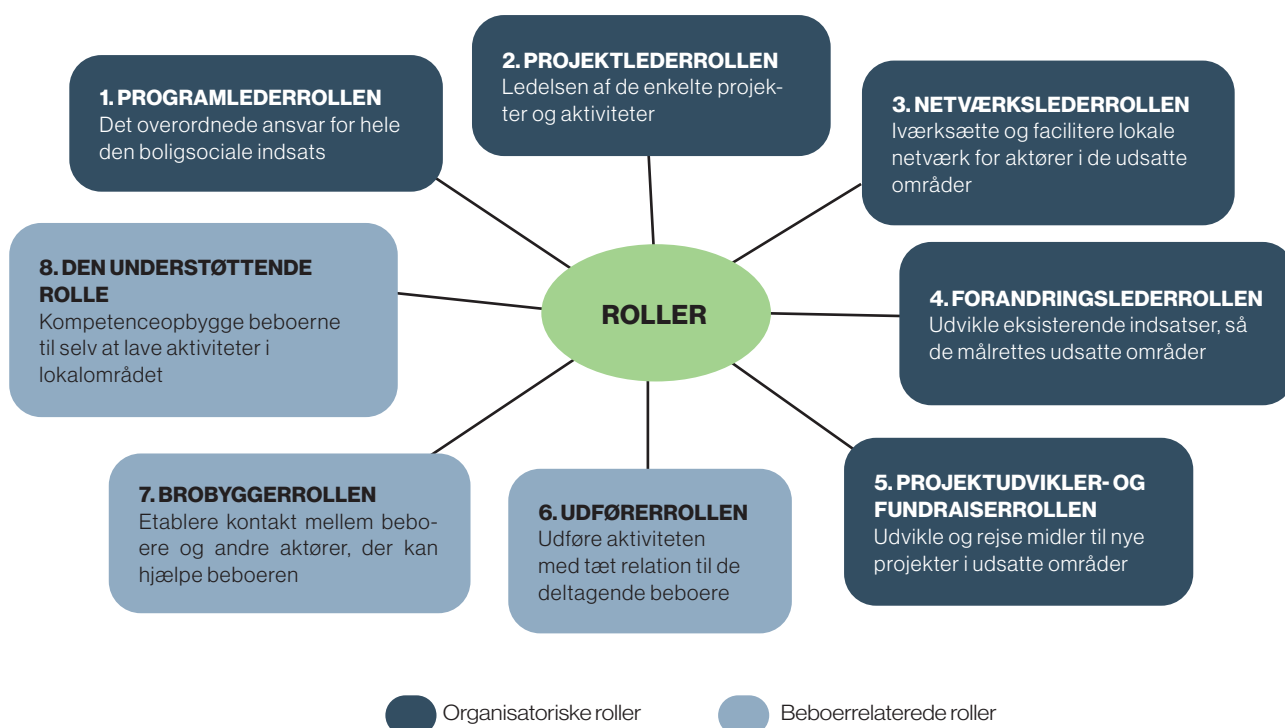 1. PROGRAMLEDERROLLEN
Det overordnede ansvar for hele
den boligsociale indsats
2. PROJEKTLEDERROLLEN
Ledelsen af de enkelte projek-
ter og aktiviteter
3. NETVÆRKSLEDERROLLEN
Iværksætte og facilitere lokale
netværk for aktører i de udsatte
områder
8. DEN UNDERSTØTTENDE
ROLLE
Kompetenceopbygge beboerne
til selv at lave aktiviteter i
lokalområdet
ROLLER
4. FORANDRINGSLEDERROLLEN
Udvikle eksisterende indsatser, så
de målrettes udsatte områder
7. BROBYGGERROLLEN
Etablere kontakt mellem bebo-
ere og andre aktører, der kan
hjælpe beboeren
6. UDFØRERROLLEN
Udføre aktiviteten
med tæt relation til de
deltagende beboere
5. PROJEKTUDVIKLER- OG
FUNDRAISERROLLEN
Udvikle og rejse midler til nye
projekter i udsatte områder
Organisatoriske roller
Beboerrelaterede roller